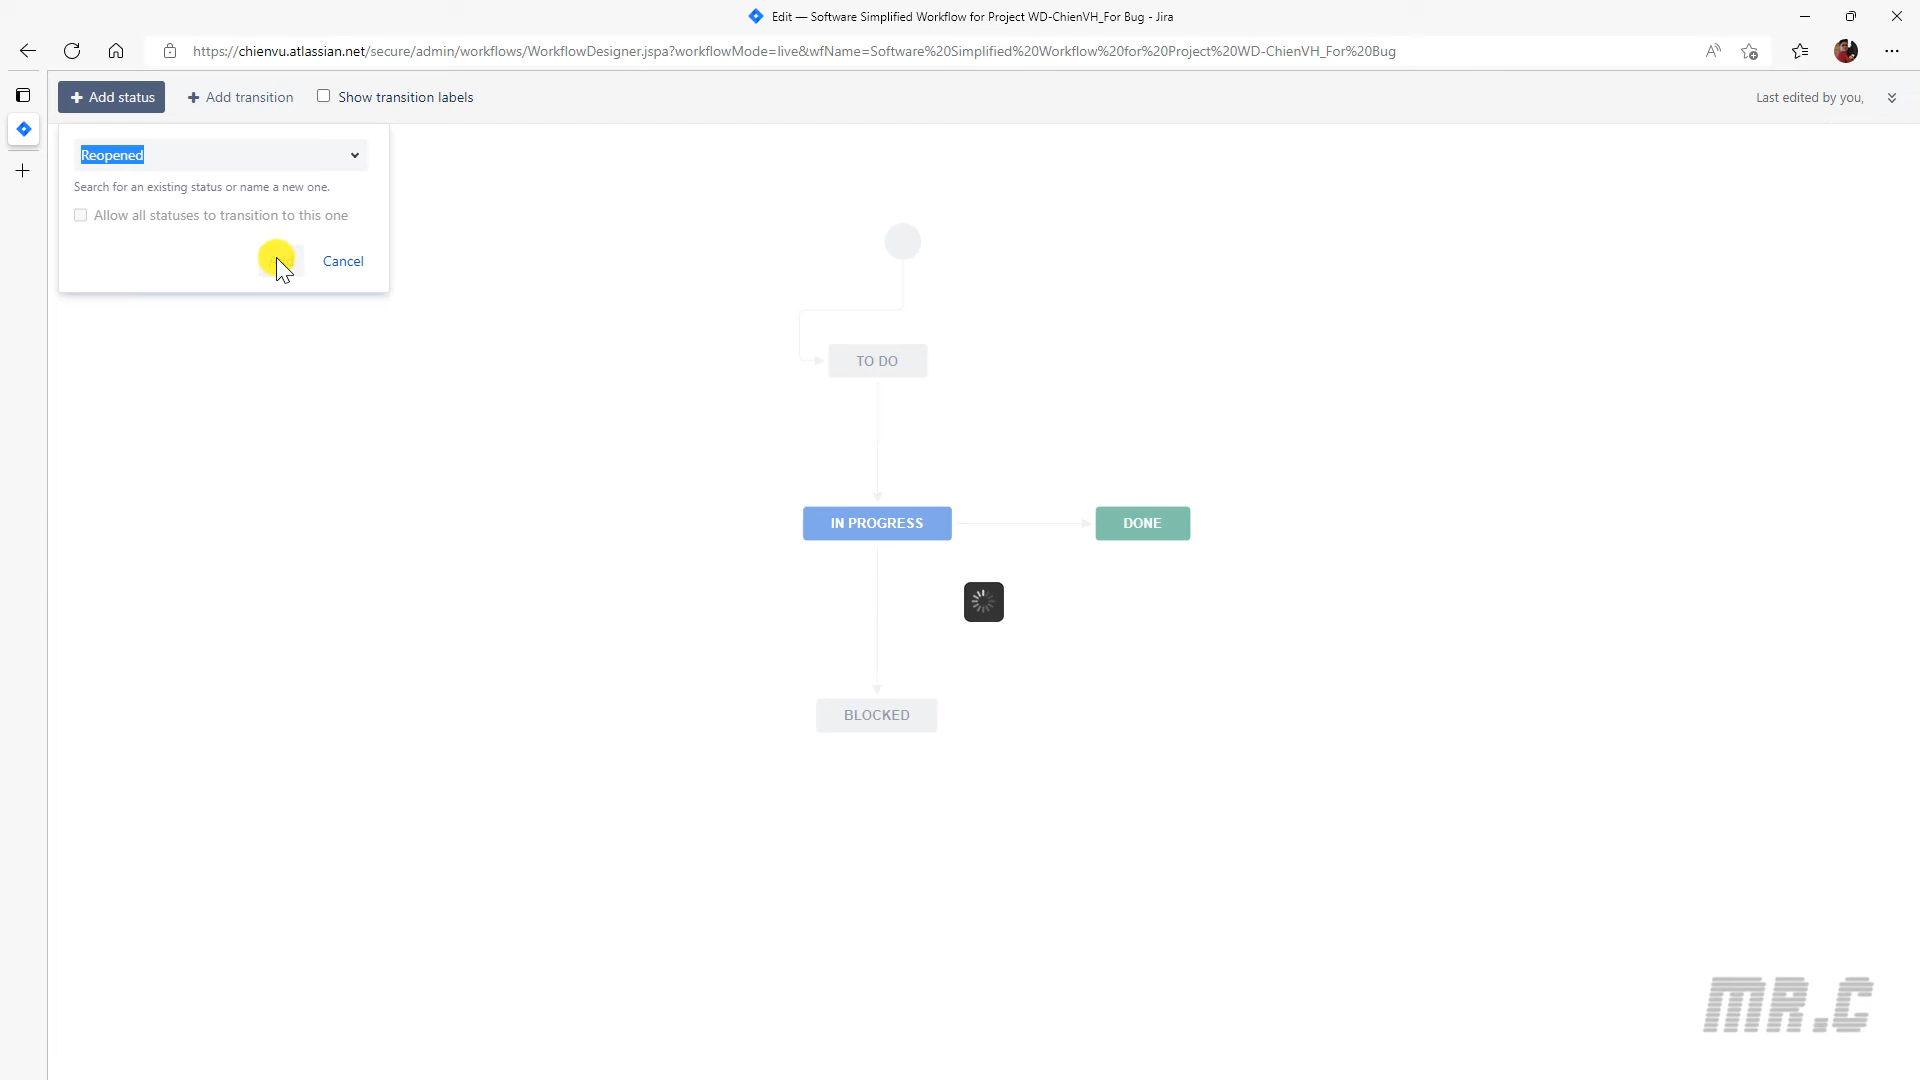 Edit — Software Simplified Workflow for Project WD-ChienVH_For Bug - Jira
https://chienvu.atlassian.net/secure/admin/workflows/WorkflowDesigner.jspa?workflowMode=live&wfName=Software%20Simplified%20Workflow%20for%20Project%20WD-ChienVH_For%20Bug
Add status
Add transition
Show transition labels
Last edited by you,
Reopened
Search for an existing status or name a new one.
Allow all statuses to transition to this one
Cancel
TO DO
IN PROGRESS
DONE
BLOCKED
MR.C